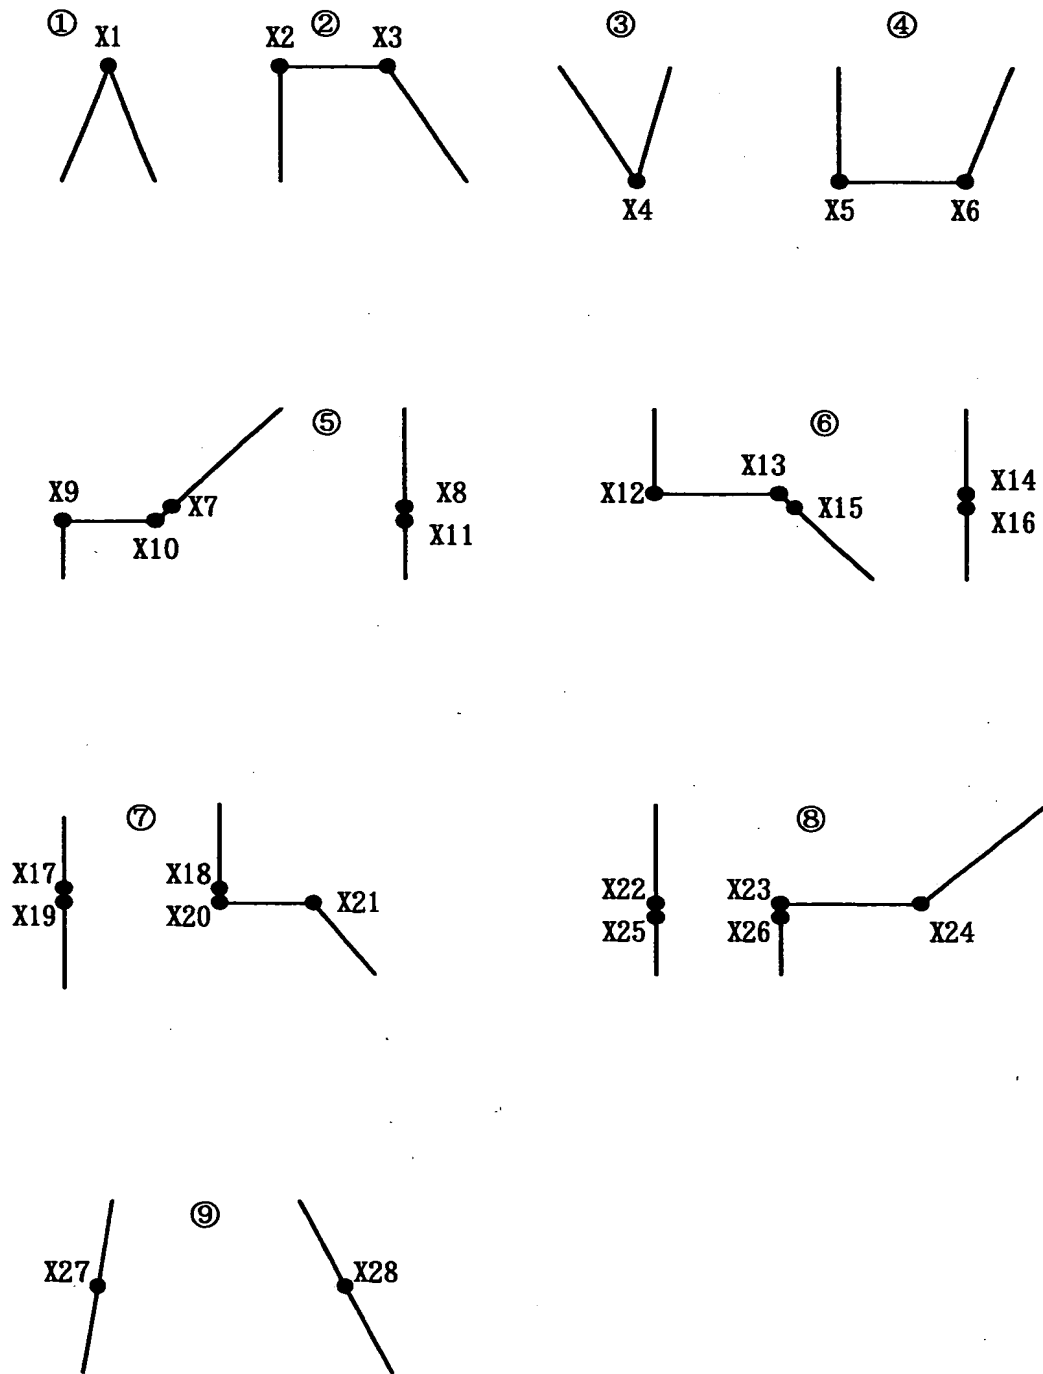 ① X1 X2 ② X3 ③ ④
X4 X5 X6
⑤ ⑥
X9 X7 X8 X13 X14
X12 X15
X10 X11 X16
⑦ ⑧
X17 X18 X22 X23
X19 X20 X21 X25 X26 X24
⑨
X27 X28